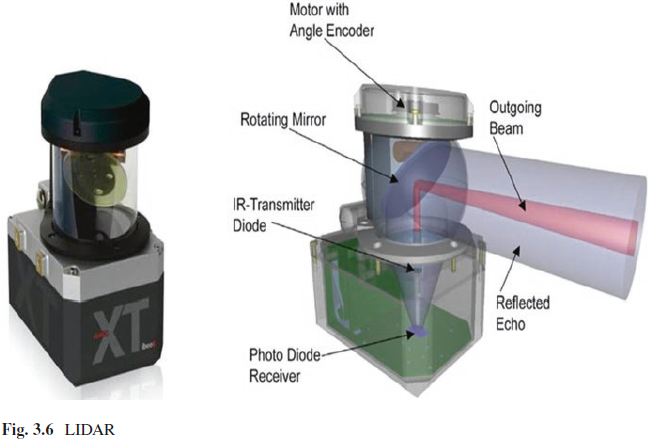 Motor with
Angle Encoder
Rotating Mirror
Outgoing
Beam
IR-Transmitter
Diode
Reflected
Echo
Photo Diode
Receiver
XT
Fig. 3.6 LIDAR